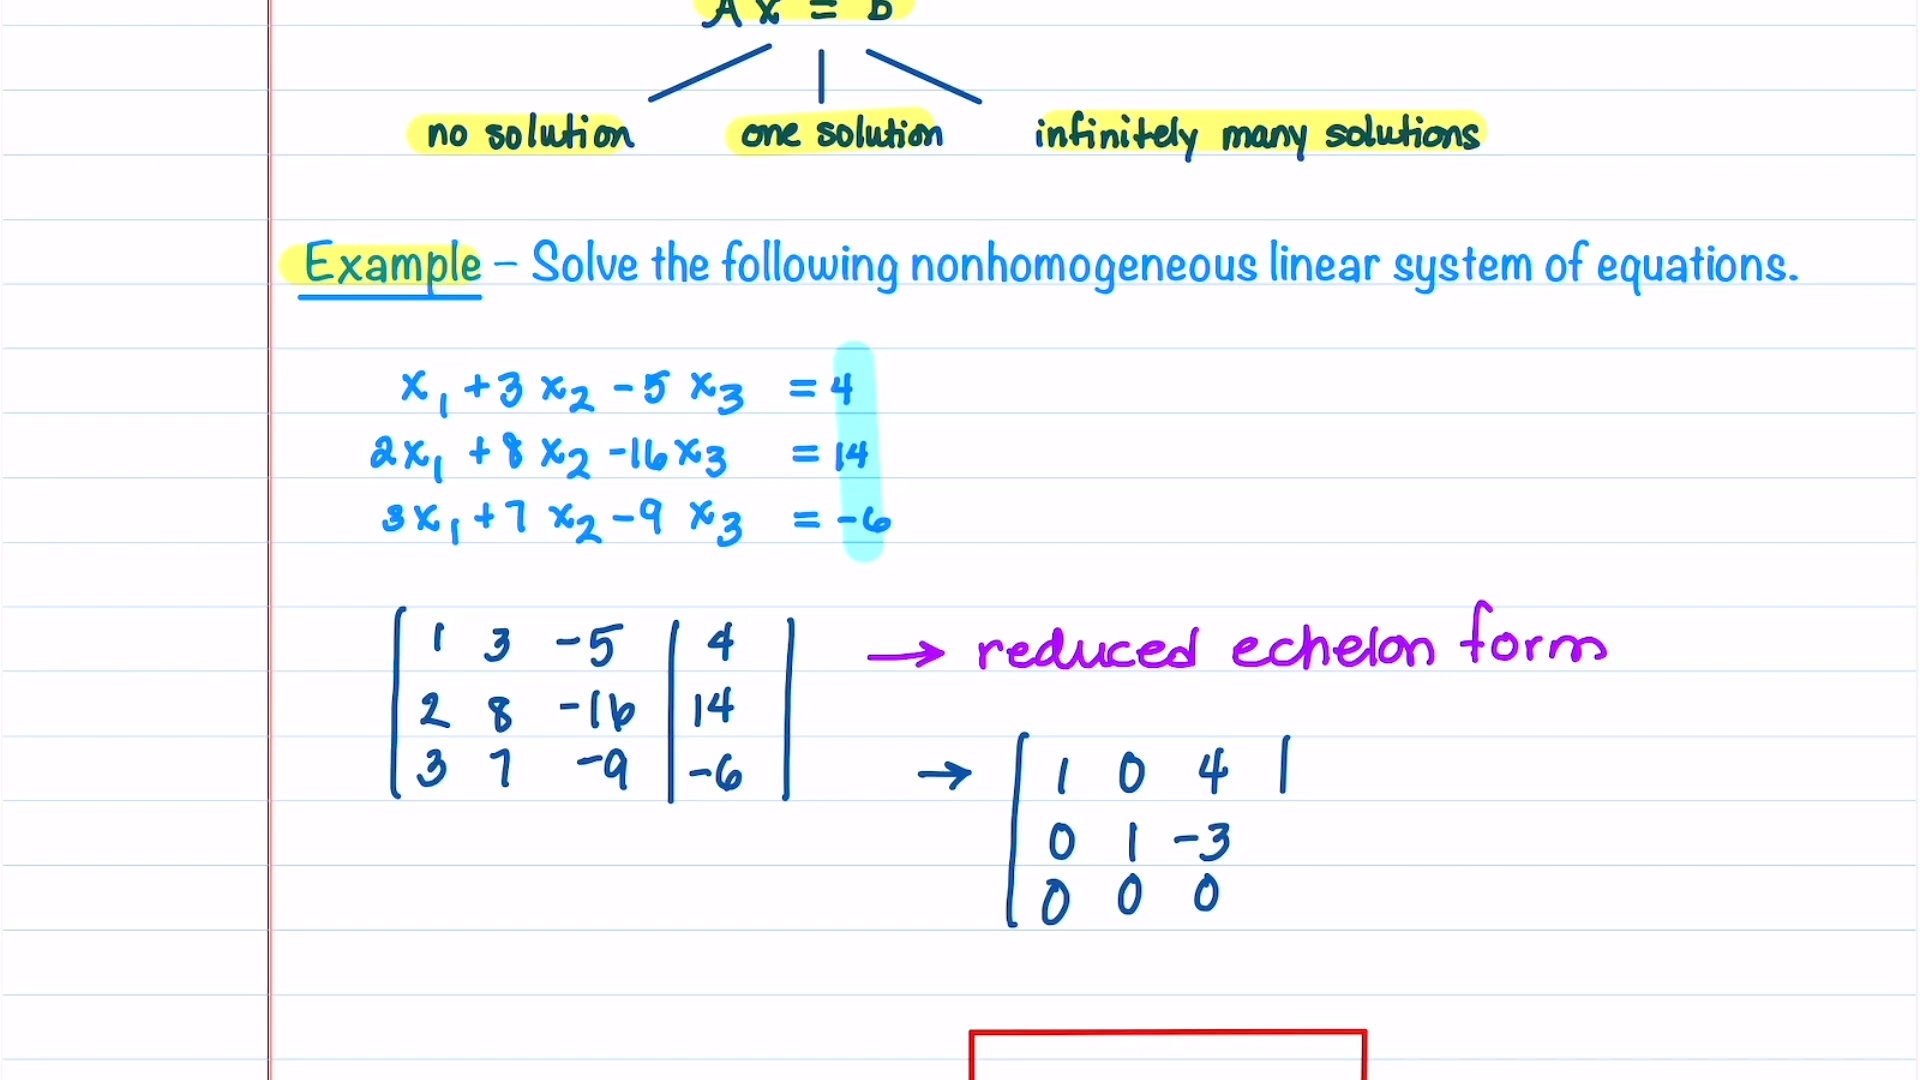 Ax = b
no solution one solution infinitely many solutions
Example – Solve the following nonhomogeneous linear system of equations.
x₁ + 3x₂ - 5x₃ = 4
2x₁ + 8x₂ - 16x₃ = 14
3x₁ + 7x₂ - 9x₃ = -6
1 3 -5 | 4 → reduced echelon form
2 8 -16 | 14
3 7 -9 | -6
→ [ 1 0 4 |
0 1 -3
0 0 0